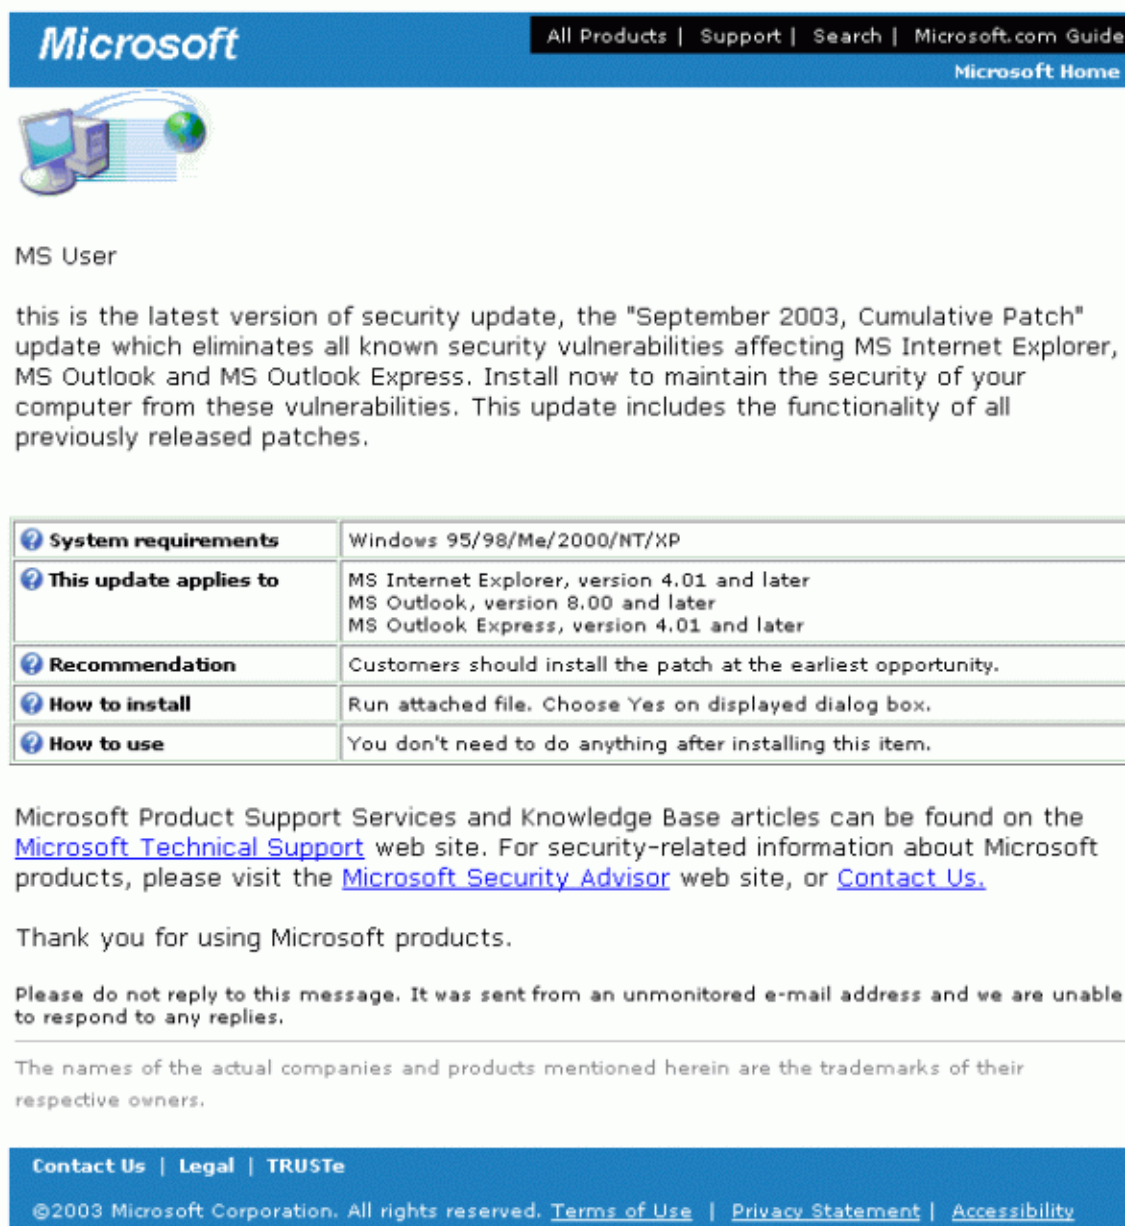 Microsoft
All Products | Support | Search | Microsoft.com Guide
Microsoft Home
MS User
this is the latest version of security update, the "September 2003, Cumulative Patch"
update which eliminates all known security vulnerabilities affecting MS Internet Explorer,
MS Outlook and MS Outlook Express. Install now to maintain the security of your
computer from these vulnerabilities. This update includes the functionality of all
previously released patches.
System requirements Windows 95/98/Me/2000/NT/XP
This update applies to MS Internet Explorer, version 4.01 and later
MS Outlook, version 8.00 and later
MS Outlook Express, version 4.01 and later
Recommendation Customers should install the patch at the earliest opportunity.
How to install Run attached file. Choose Yes on displayed dialog box.
How to use You don't need to do anything after installing this item.
Microsoft Product Support Services and Knowledge Base articles can be found on the
Microsoft Technical Support web site. For security-related information about Microsoft
products, please visit the Microsoft Security Advisor web site, or Contact Us.
Thank you for using Microsoft products.
Please do not reply to this message. It was sent from an unmonitored e-mail address and we are unable
to respond to any replies.
The names of the actual companies and products mentioned herein are the trademarks of their
respective owners.
Contact Us | Legal | TRUSTe
©2003 Microsoft Corporation. All rights reserved. Terms of Use | Privacy Statement | Accessibility